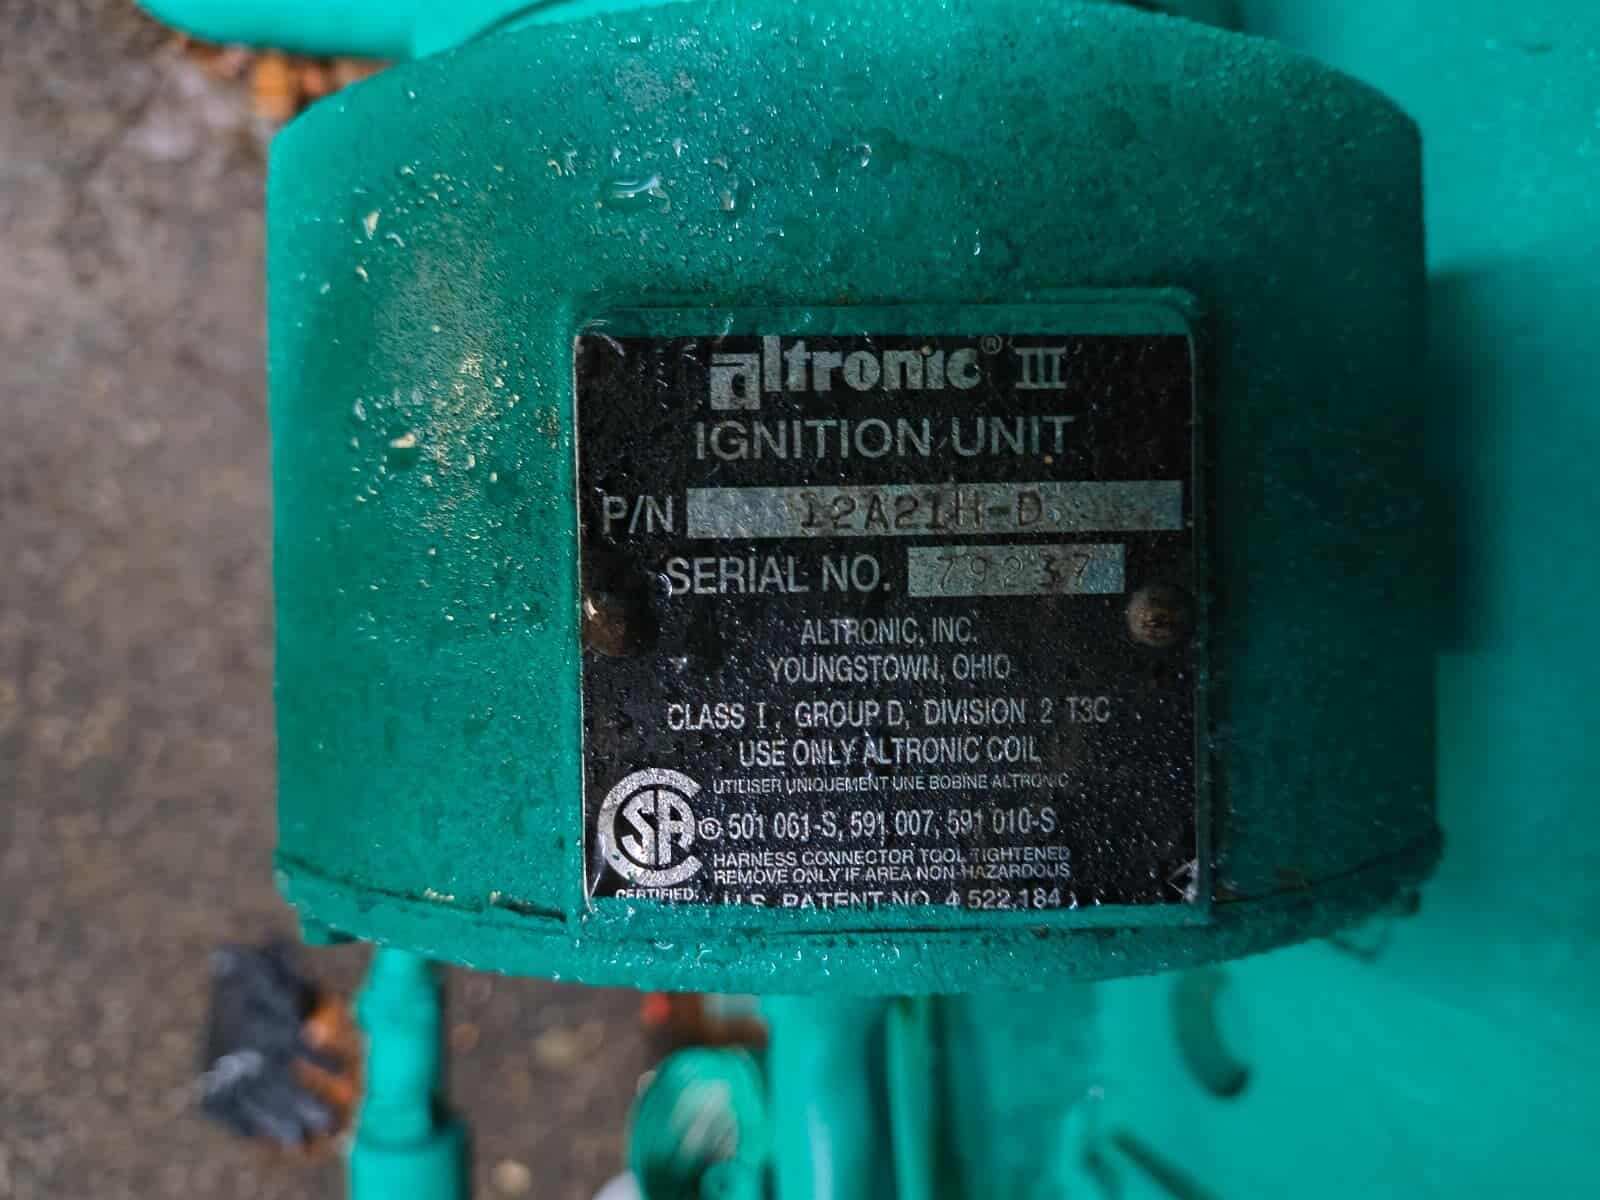 altronic® III
IGNITION UNIT
P/N 12A21H-D
SERIAL NO. 79237
ALTRONIC, INC.
YOUNGSTOWN, OHIO
CLASS I, GROUP D, DIVISION 2 T3C
USE ONLY ALTRONIC COIL
UTILISER UNIQUEMENT UNE BOBINE ALTRONIC
CSA® 501 061-S, 591 007, 591 010-S
HARNESS CONNECTOR TOOL TIGHTENED
REMOVE ONLY IF AREA NON-HAZARDOUS
CERTIFIED. U.S. PATENT NO. 4,522,184